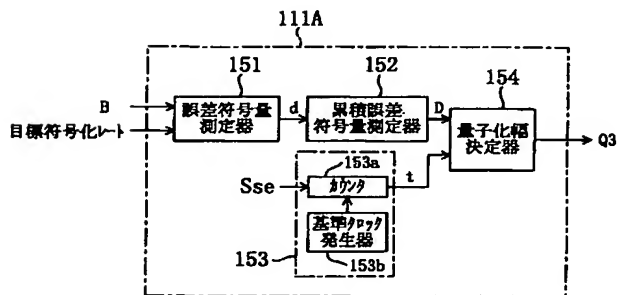 111A
151
152
154
B
目標符号化レート
誤差符号量
測定器
d
累積誤差
符号量測定器
D
量子化幅
決定器
Q3
153a
Sse
カウンタ
t
基準クロック
発生器
153
153b